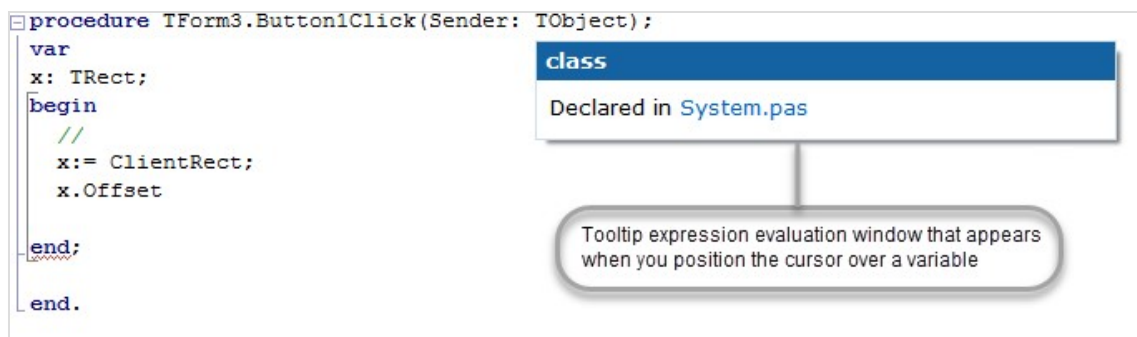 procedure TForm3.Button1Click(Sender: TObject);
var
x: TRect;
begin
//
x:= ClientRect;
x.Offset
end;
end.
class
Declared in System.pas
Tooltip expression evaluation window that appears
when you position the cursor over a variable